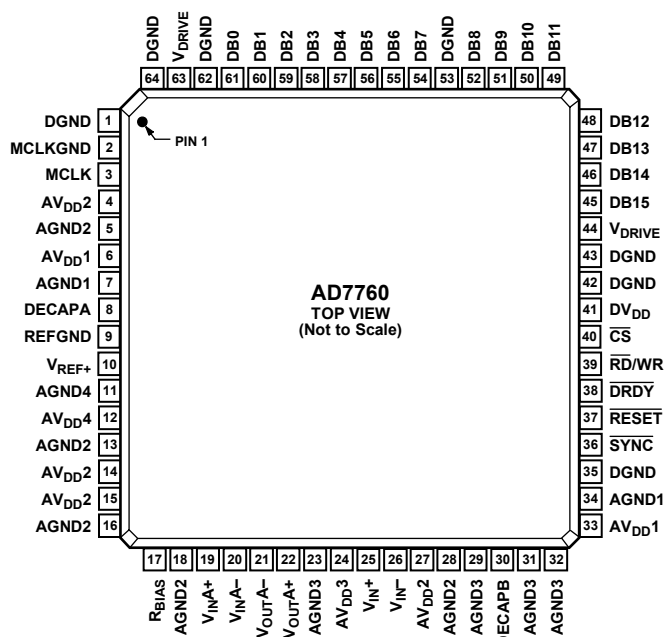 DGND
V_DRIVE
DGND
DB0
DB1
DB2
DB3
DB4
DB5
DB6
DB7
DGND
DB8
DB9
DB10
DB11
64 63 62 61 60 59 58 57 56 55 54 53 52 51 50 49
DGND 1
MCLKGND 2
MCLK 3
AVDD2 4
AGND2 5
AVDD1 6
AGND1 7
DECAPA 8
REFGND 9
VREF+ 10
AGND4 11
AVDD4 12
AGND2 13
AVDD2 14
AVDD2 15
AGND2 16
PIN 1
AD7760
TOP VIEW
(Not to Scale)
48 DB12
47 DB13
46 DB14
45 DB15
44 VDRIVE
43 DGND
42 DGND
41 DVDD
40 C̅S̅
39 R̅D̅/WR
38 D̅R̅D̅Y̅
37 R̅E̅S̅E̅T̅
36 S̅Y̅N̅C̅
35 DGND
34 AGND1
33 AVDD1
17 18 19 20 21 22 23 24 25 26 27 28 29 30 31 32
RBIAS
AGND2
VINA+
VINA–
VOUTA–
VOUTA+
AGND3
AVDD3
VIN+
VIN–
AVDD2
AGND2
AGND3
DECAPB
AGND3
AGND3